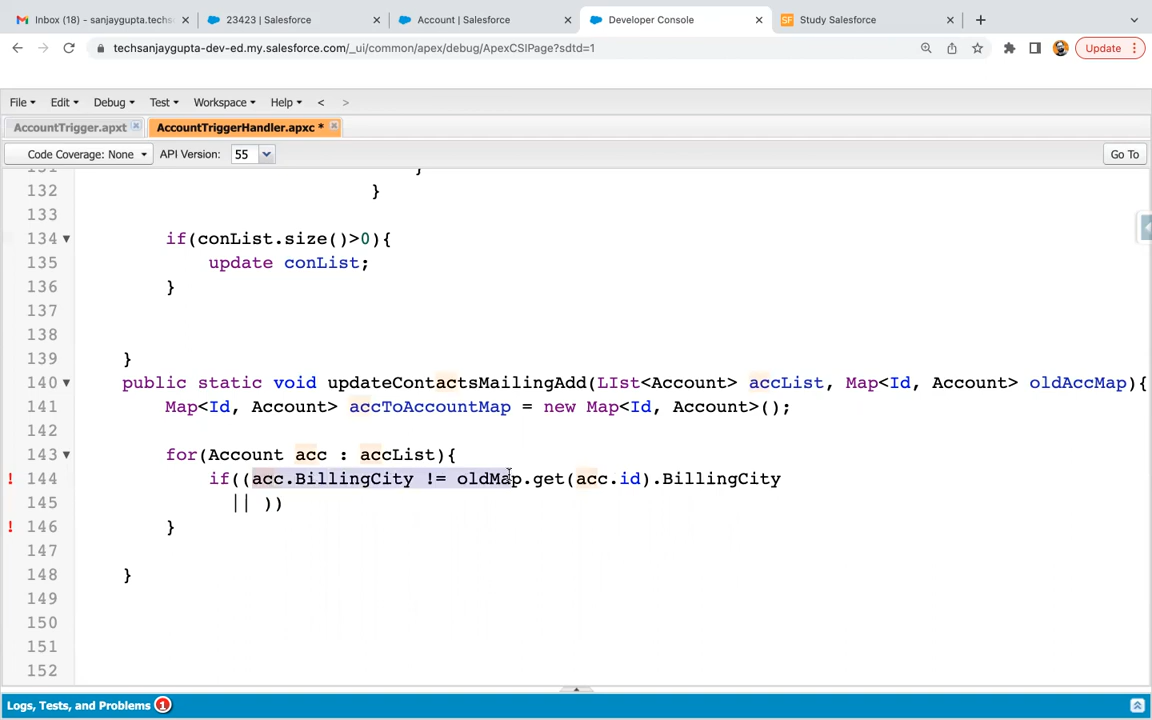 Inbox (18) - sanjaygupta.techs
23423 | Salesforce
Account | Salesforce
Developer Console
SF Study Salesforce
techsanjaygupta-dev-ed.my.salesforce.com/_ui/common/apex/debug/ApexCSIPage?sdtd=1
Update
File Edit Debug Test Workspace Help < >
AccountTrigger.apxt
AccountTriggerHandler.apxc *
Code Coverage: None API Version: 55 Go To
131 }
132 }
133
134 if(conList.size()>0){
135 update conList;
136 }
137
138
139 }
140 public static void updateContactsMailingAdd(LIst<Account> accList, Map<Id, Account> oldAccMap){
141 Map<Id, Account> accToAccountMap = new Map<Id, Account>();
142
143 for(Account acc : accList){
! 144 if((acc.BillingCity != oldMap.get(acc.id).BillingCity
145 || ))
! 146 }
147
148 }
149
150
151
152
Logs, Tests, and Problems 1